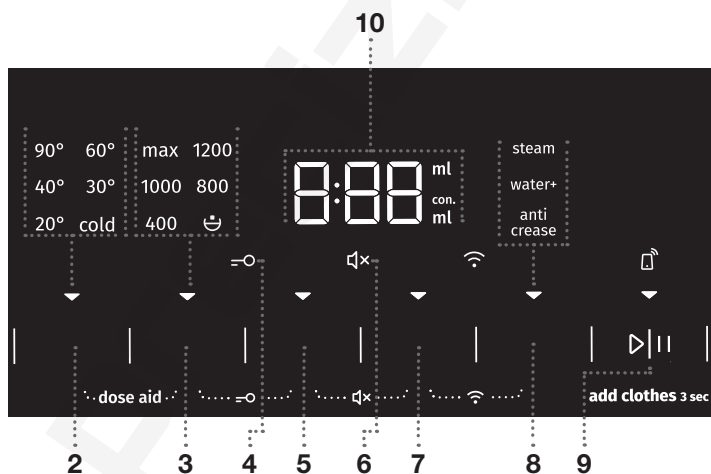 10
90° 60° max 1200 8:88 ml steam
40° 30° 1000 800 con. water+
20° cold 400 ml anti
crease
dose aid add clothes 3 sec
2 3 4 5 6 7 8 9